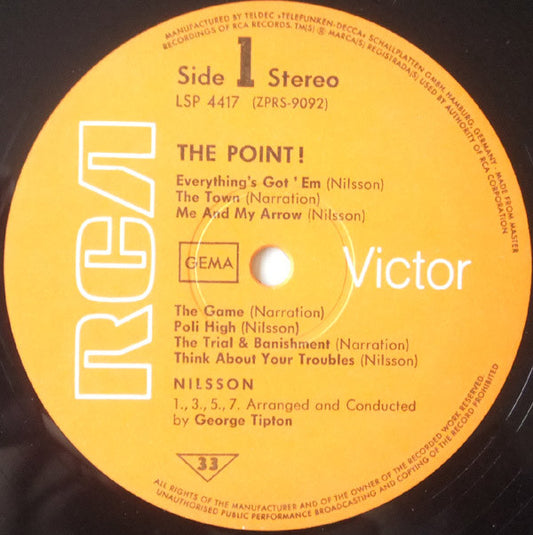 MANUFACTURED BY TELDEC »TELEFUNKEN-DECCA« SCHALLPLATTEN GMBH, HAMBURG, GERMANY · MADE FROM MASTER
RECORDINGS OF RCA RECORDS. TM(S) ® MARCA(S) REGISTRADA(S) USED BY AUTHORITY OF RCA CORPORATION
Side 1 Stereo
LSP 4417 (ZPRS-9092)
THE POINT!
Everything's Got 'Em (Nilsson)
The Town (Narration)
Me And My Arrow (Nilsson)
RCA
GEMA
Victor
The Game (Narration)
Poli High (Nilsson)
The Trial & Banishment (Narration)
Think About Your Troubles (Nilsson)
NILSSON
1., 3., 5., 7. Arranged and Conducted
by George Tipton
33
ALL RIGHTS OF THE MANUFACTURER AND OF THE OWNER OF THE RECORDED WORK RESERVED.
UNAUTHORISED PUBLIC PERFORMANCE BROADCASTING AND COPYING OF THE RECORD PROHIBITED